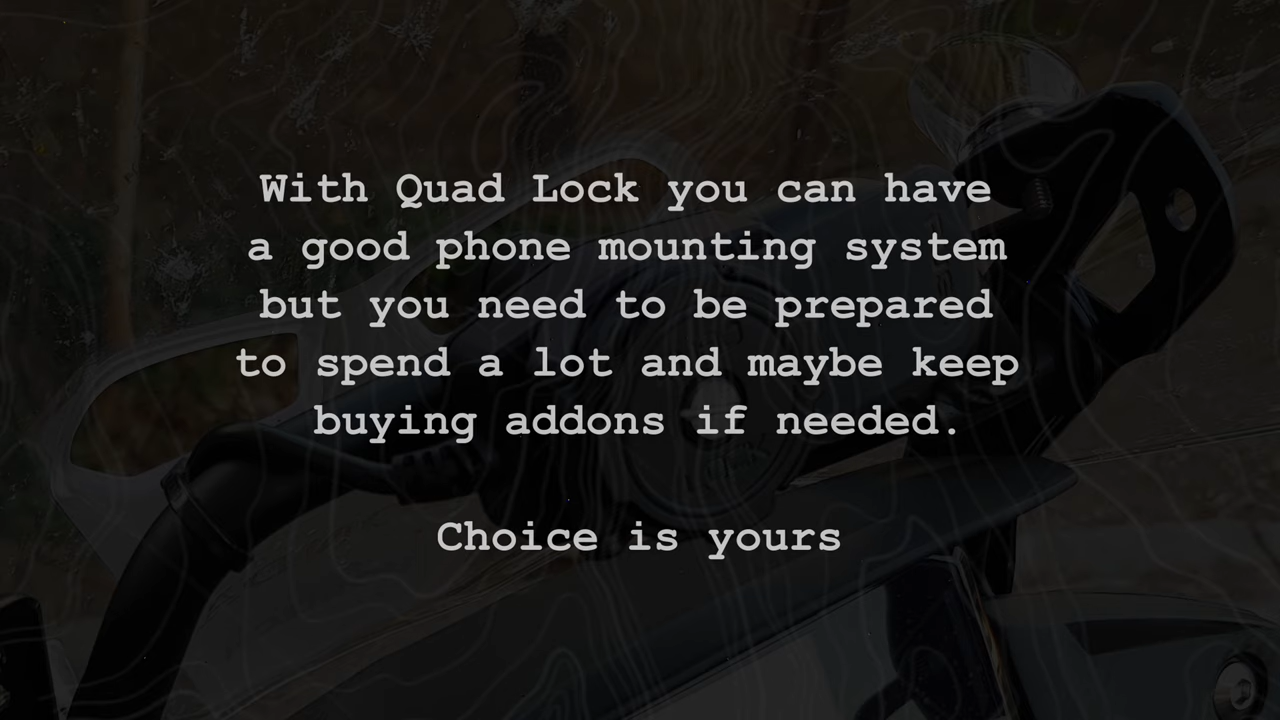 With Quad Lock you can have
a good phone mounting system
but you need to be prepared
to spend a lot and maybe keep
buying addons if needed.
Choice is yours